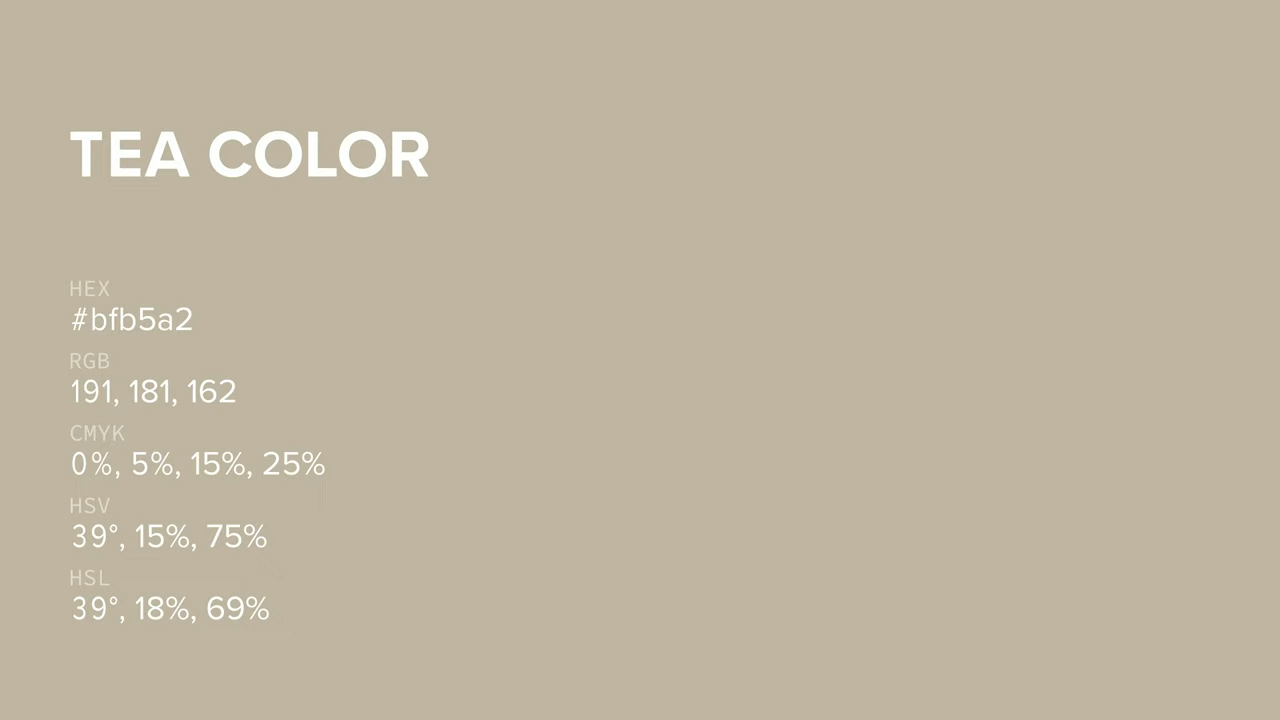 TEA COLOR
HEX
#bfb5a2
RGB
191, 181, 162
CMYK
0%, 5%, 15%, 25%
HSV
39°, 15%, 75%
HSL
39°, 18%, 69%